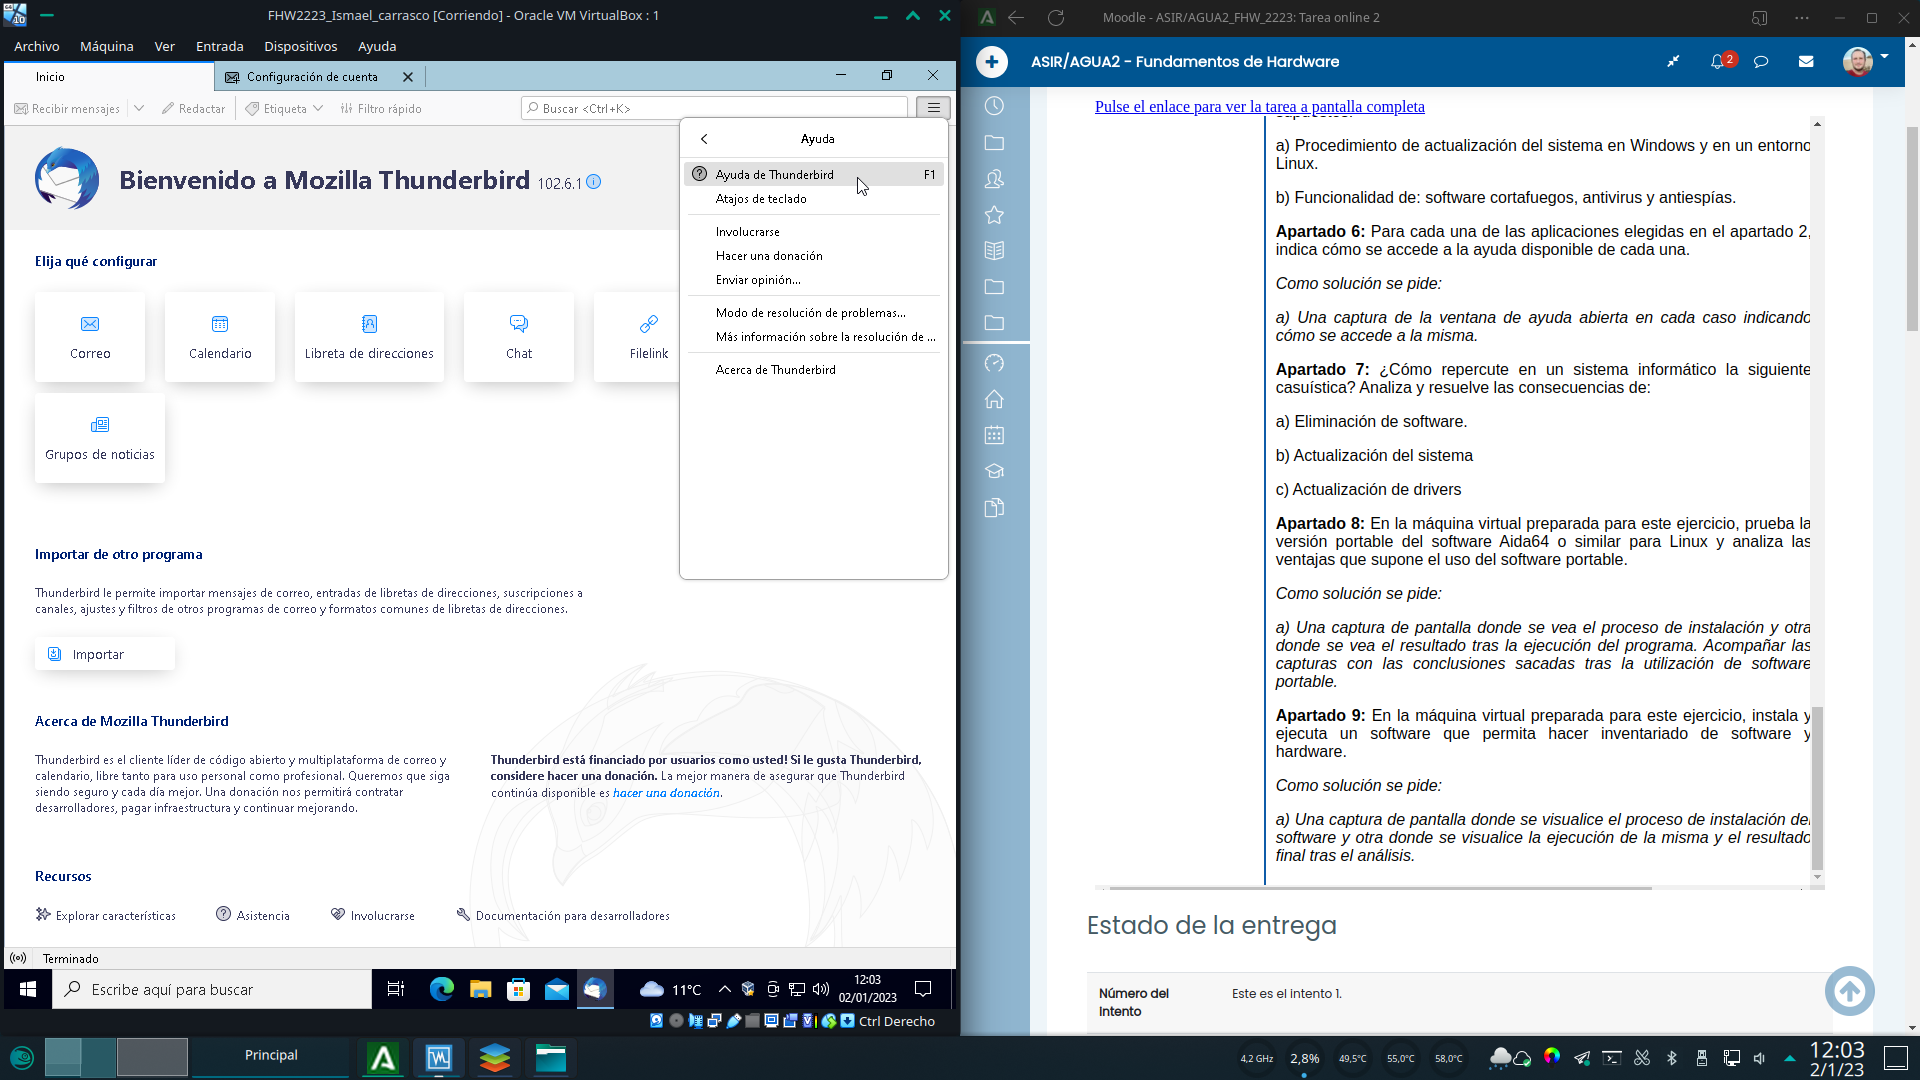 FHW2223_Ismael_carrasco [Corriendo] - Oracle VM VirtualBox : 1
Archivo Máquina Ver Entrada Dispositivos Ayuda
Inicio
Configuración de cuenta
Recibir mensajes
Redactar
Etiqueta
Filtro rápido
Buscar <Ctrl+K>
Bienvenido a Mozilla Thunderbird 102.6.1
Elija qué configurar
Correo
Calendario
Libreta de direcciones
Chat
Filelink
Grupos de noticias
Ayuda
Ayuda de Thunderbird F1
Atajos de teclado
Involucrarse
Hacer una donación
Enviar opinión...
Modo de resolución de problemas...
Más información sobre la resolución de ...
Acerca de Thunderbird
Importar de otro programa
Thunderbird le permite importar mensajes de correo, entradas de libretas de direcciones, suscripciones a
canales, ajustes y filtros de otros programas de correo y formatos comunes de libretas de direcciones.
Importar
Acerca de Mozilla Thunderbird
Thunderbird es el cliente líder de código abierto y multiplataforma de correo y
calendario, libre tanto para uso personal como profesional. Queremos que siga
siendo seguro y cada día mejor. Una donación nos permitirá contratar
desarrolladores, pagar infraestructura y continuar mejorando.
Thunderbird está financiado por usuarios como usted! Si le gusta Thunderbird,
considere hacer una donación. La mejor manera de asegurar que Thunderbird
continúa disponible es hacer una donación.
Recursos
Explorar características
Asistencia
Involucrarse
Documentación para desarrolladores
Terminado
Escribe aquí para buscar
11°C
12:03
02/01/2023
Ctrl Derecho
Moodle - ASIR/AGUA2_FHW_2223: Tarea online 2
ASIR/AGUA2 - Fundamentos de Hardware
2
Pulse el enlace para ver la tarea a pantalla completa
supuestos:
a) Procedimiento de actualización del sistema en Windows y en un entorno
Linux.
b) Funcionalidad de: software cortafuegos, antivirus y antiespías.
Apartado 6: Para cada una de las aplicaciones elegidas en el apartado 2,
indica cómo se accede a la ayuda disponible de cada una.
Como solución se pide:
a) Una captura de la ventana de ayuda abierta en cada caso indicando
cómo se accede a la misma.
Apartado 7: ¿Cómo repercute en un sistema informático la siguiente
casuística? Analiza y resuelve las consecuencias de:
a) Eliminación de software.
b) Actualización del sistema
c) Actualización de drivers
Apartado 8: En la máquina virtual preparada para este ejercicio, prueba la
versión portable del software Aida64 o similar para Linux y analiza las
ventajas que supone el uso del software portable.
Como solución se pide:
a) Una captura de pantalla donde se vea el proceso de instalación y otra
donde se vea el resultado tras la ejecución del programa. Acompañar las
capturas con las conclusiones sacadas tras la utilización de software
portable.
Apartado 9: En la máquina virtual preparada para este ejercicio, instala y
ejecuta un software que permita hacer inventariado de software y
hardware.
Como solución se pide:
a) Una captura de pantalla donde se visualice el proceso de instalación del
software y otra donde se visualice la ejecución de la misma y el resultado
final tras el análisis.
Estado de la entrega
Número del
Intento
Este es el intento 1.
Principal
4,2 GHz
2,8%
49,5°C
55,0°C
58,0°C
12:03
2/1/23